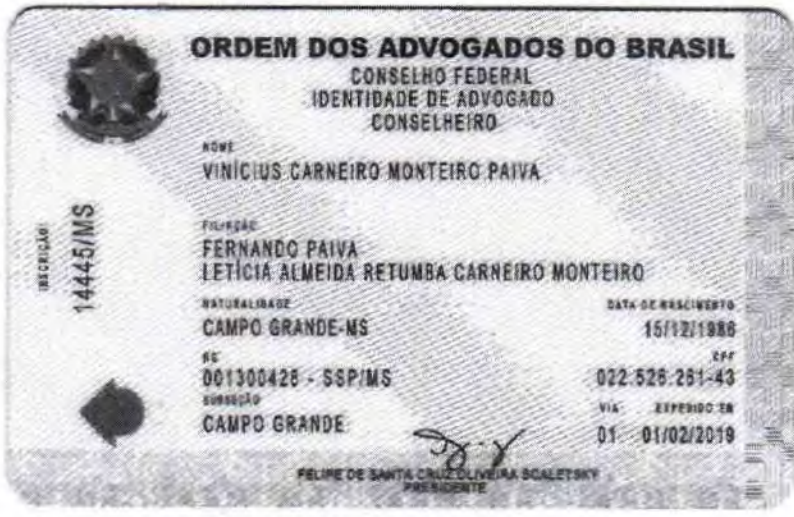 ORDEM DOS ADVOGADOS DO BRASIL
CONSELHO FEDERAL
IDENTIDADE DE ADVOGADO
CONSELHEIRO
NOME
VINÍCIUS CARNEIRO MONTEIRO PAIVA
FILIAÇÃO
FERNANDO PAIVA
LETÍCIA ALMEIDA RETUMBA CARNEIRO MONTEIRO
NATURALIDADE DATA DE NASCIMENTO
CAMPO GRANDE-MS 15/12/1986
RG CPF
001300426 - SSP/MS 022.526.261-43
SUBSEÇÃO VIA EXPEDIDO EM
CAMPO GRANDE 01 01/02/2019
FELIPE DE SANTA CRUZ OLIVEIRA SCALETSKY
PRESIDENTE
INSCRIÇÃO:
14445/MS